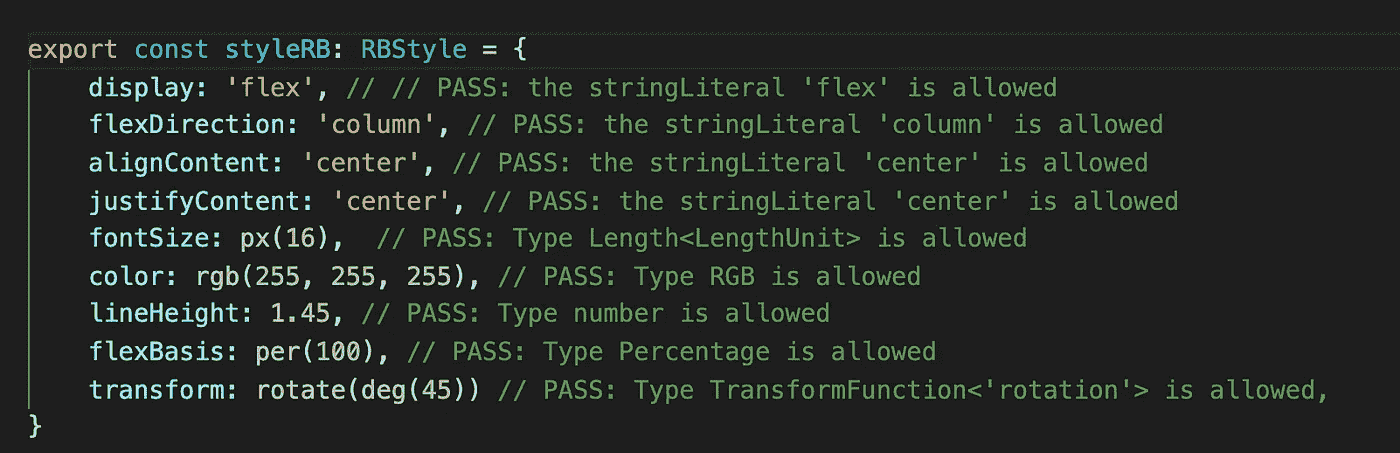 export const styleRB: RBStyle = {
    display: 'flex', // // PASS: the stringLiteral 'flex' is allowed
    flexDirection: 'column', // PASS: the stringLiteral 'column' is allowed
    alignContent: 'center', // PASS: the stringLiteral 'center' is allowed
    justifyContent: 'center', // PASS: the stringLiteral 'center' is allowed
    fontSize: px(16),  // PASS: Type Length<LengthUnit> is allowed
    color: rgb(255, 255, 255), // PASS: Type RGB is allowed
    lineHeight: 1.45, // PASS: Type number is allowed
    flexBasis: per(100), // PASS: Type Percentage is allowed
    transform: rotate(deg(45)) // PASS: Type TransformFunction<'rotation'> is allowed,
}